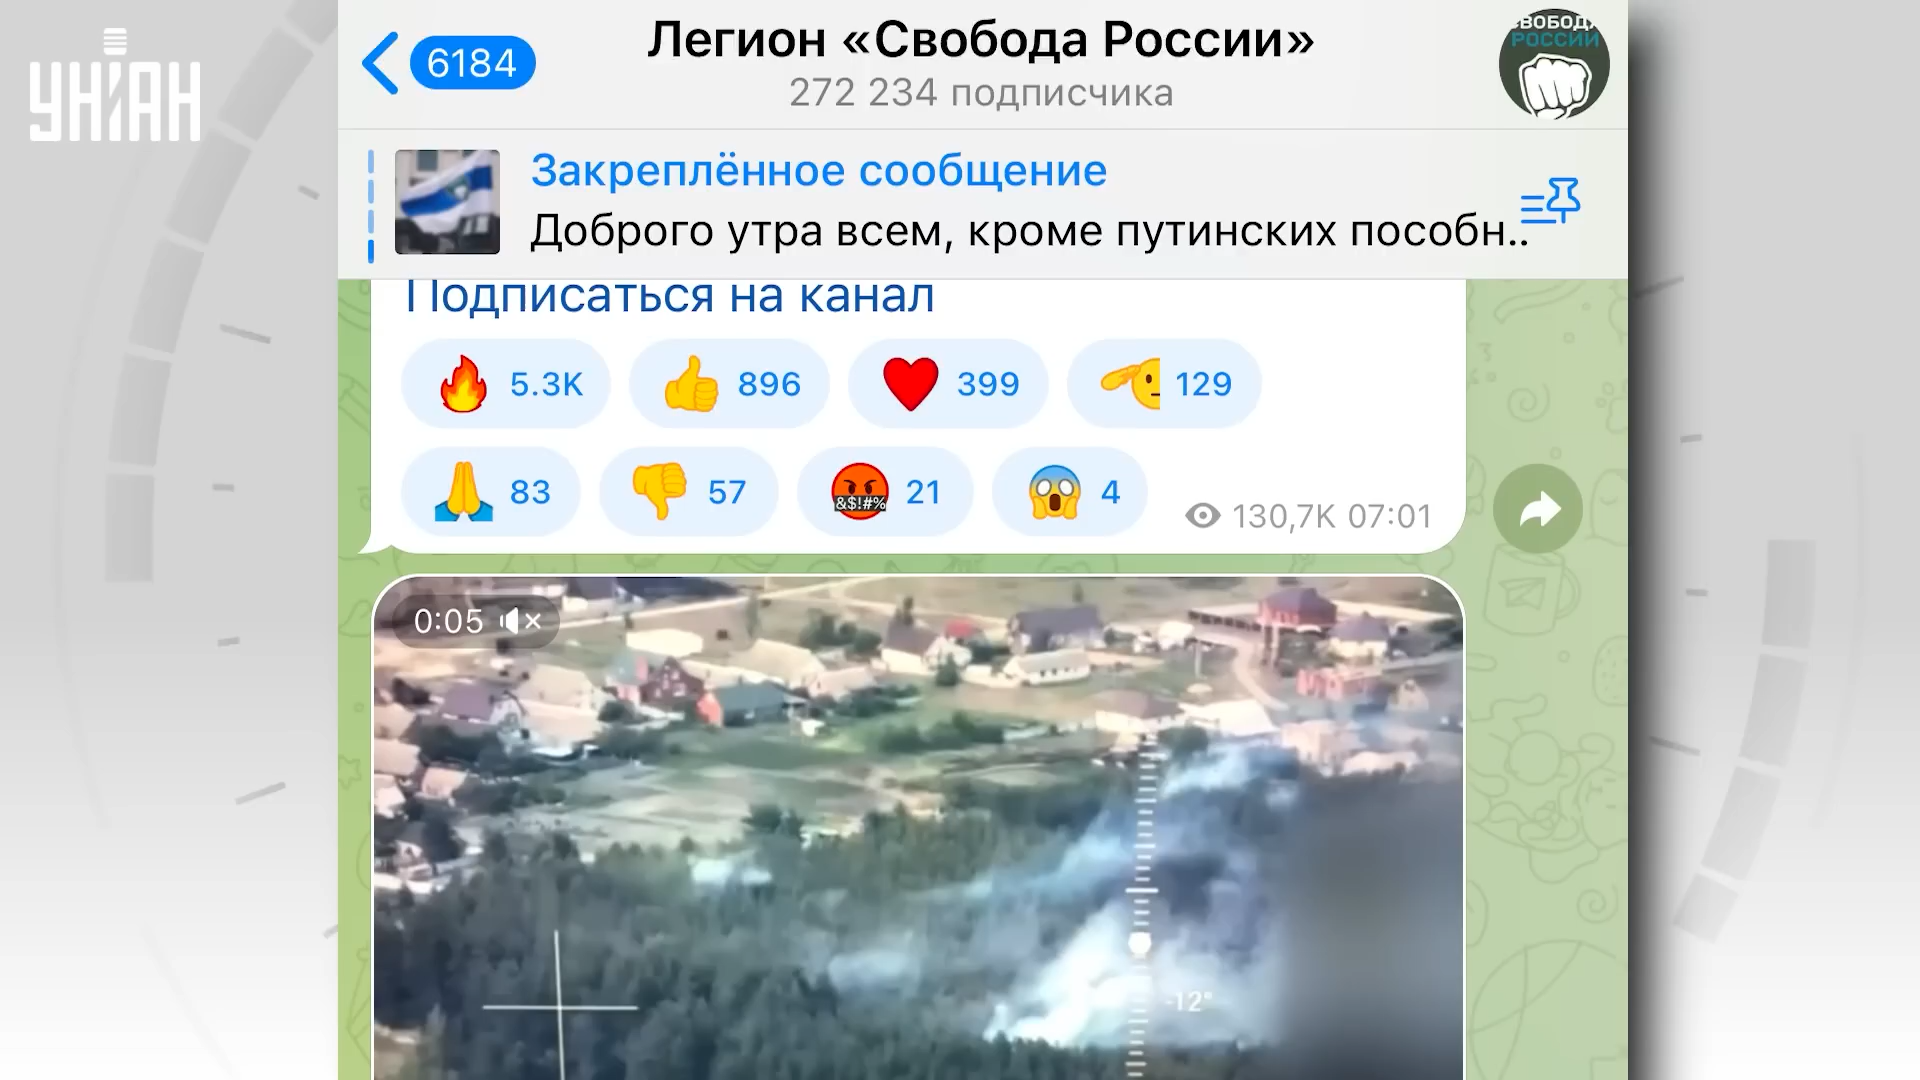 УНІАН
6184
Легион «Свобода России»
272 234 подписчика
СВОБОДА
РОССИИ
Закреплённое сообщение
Доброго утра всем, кроме путинских пособн..
Подписаться на канал
5.3K
896
399
129
83
57
&$!#%
21
4
130,7K 07:01
0:05
-12°